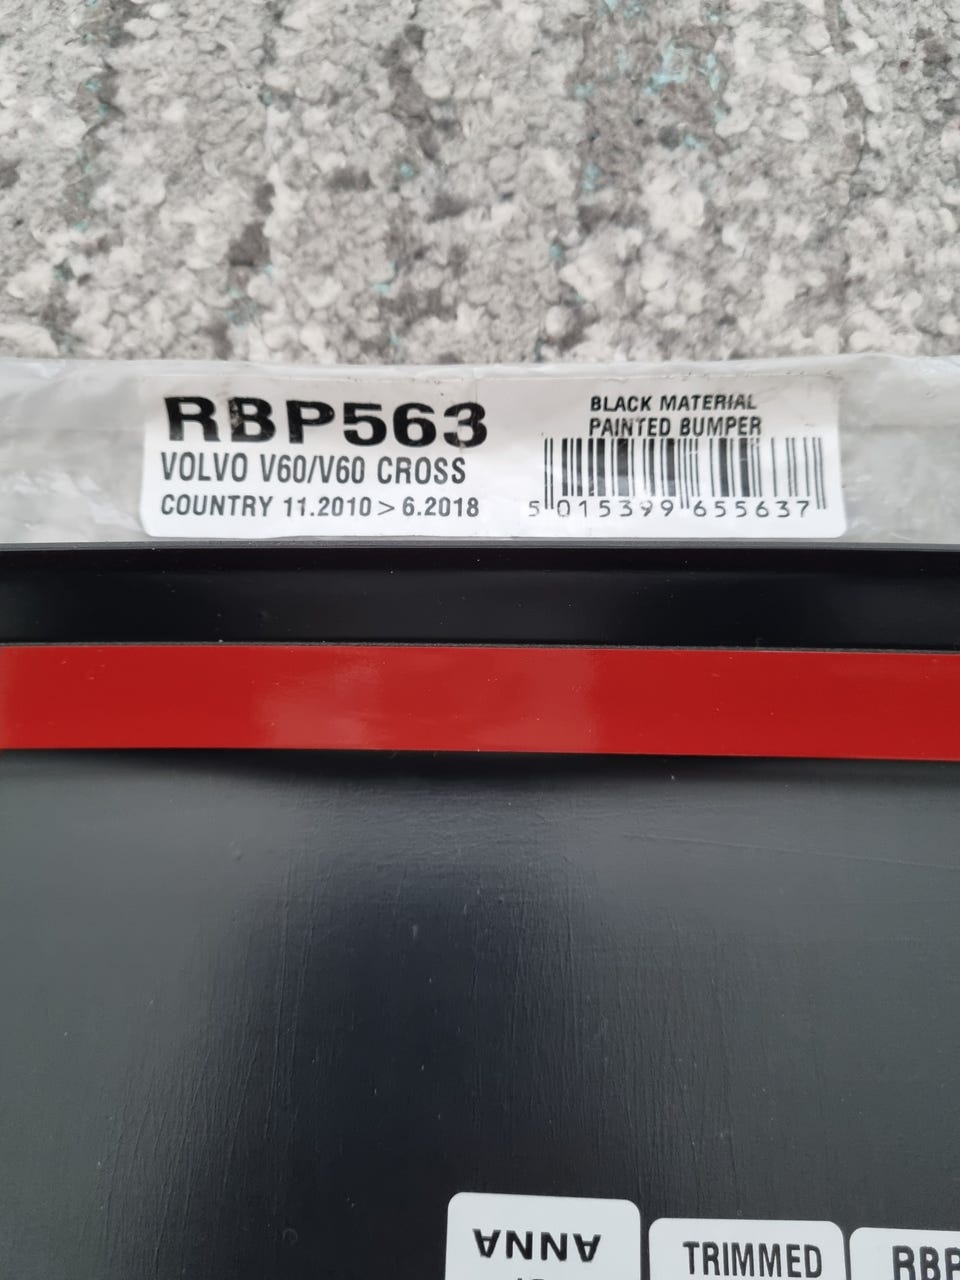 RBP563
VOLVO V60/V60 CROSS
COUNTRY 11.2010 > 6.2018
BLACK MATERIAL
PAINTED BUMPER
5 015399 655637
ANNA
TRIMMED
RBP